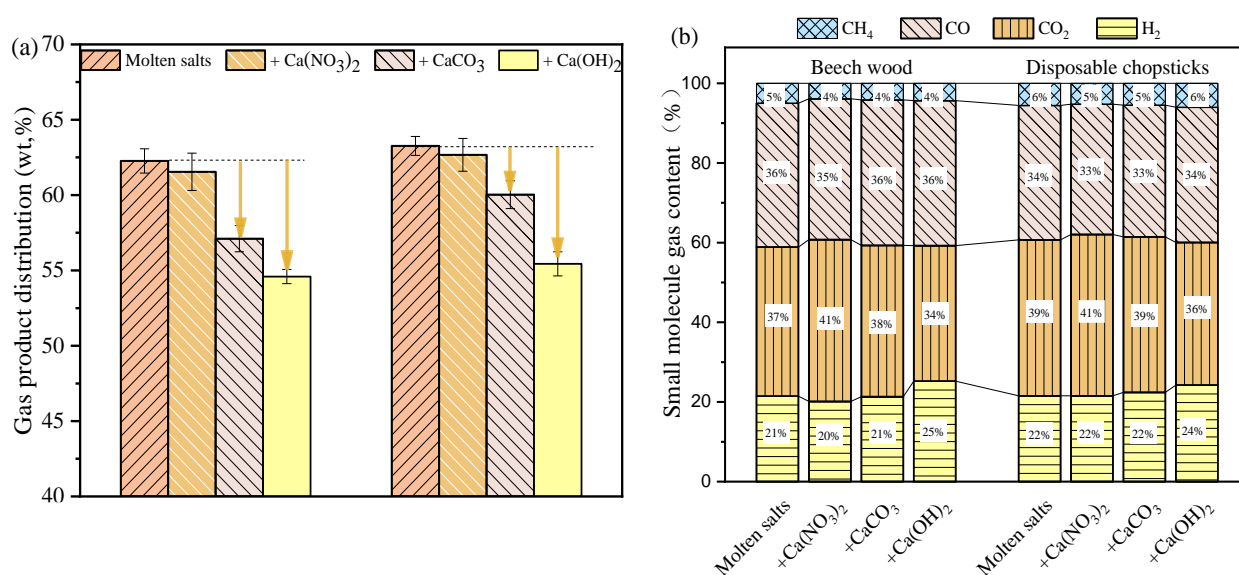 (a)
Gas product distribution (wt,%)
70
65
60
55
50
45
40
Molten salts
+ Ca(NO₃)₂
+ CaCO₃
+ Ca(OH)₂
(b)
CH₄
CO
CO₂
H₂
Small molecule gas content (%)
100
80
60
40
20
0
Beech wood
Disposable chopsticks
5% 4% 4% 4% 6% 5% 5% 6%
36% 35% 36% 36% 34% 33% 33% 34%
37% 41% 38% 34% 39% 41% 39% 36%
21% 20% 21% 25% 22% 22% 22% 24%
Molten salts
+Ca(NO₃)₂
+CaCO₃
+Ca(OH)₂
Molten salts
+Ca(NO₃)₂
+CaCO₃
+Ca(OH)₂